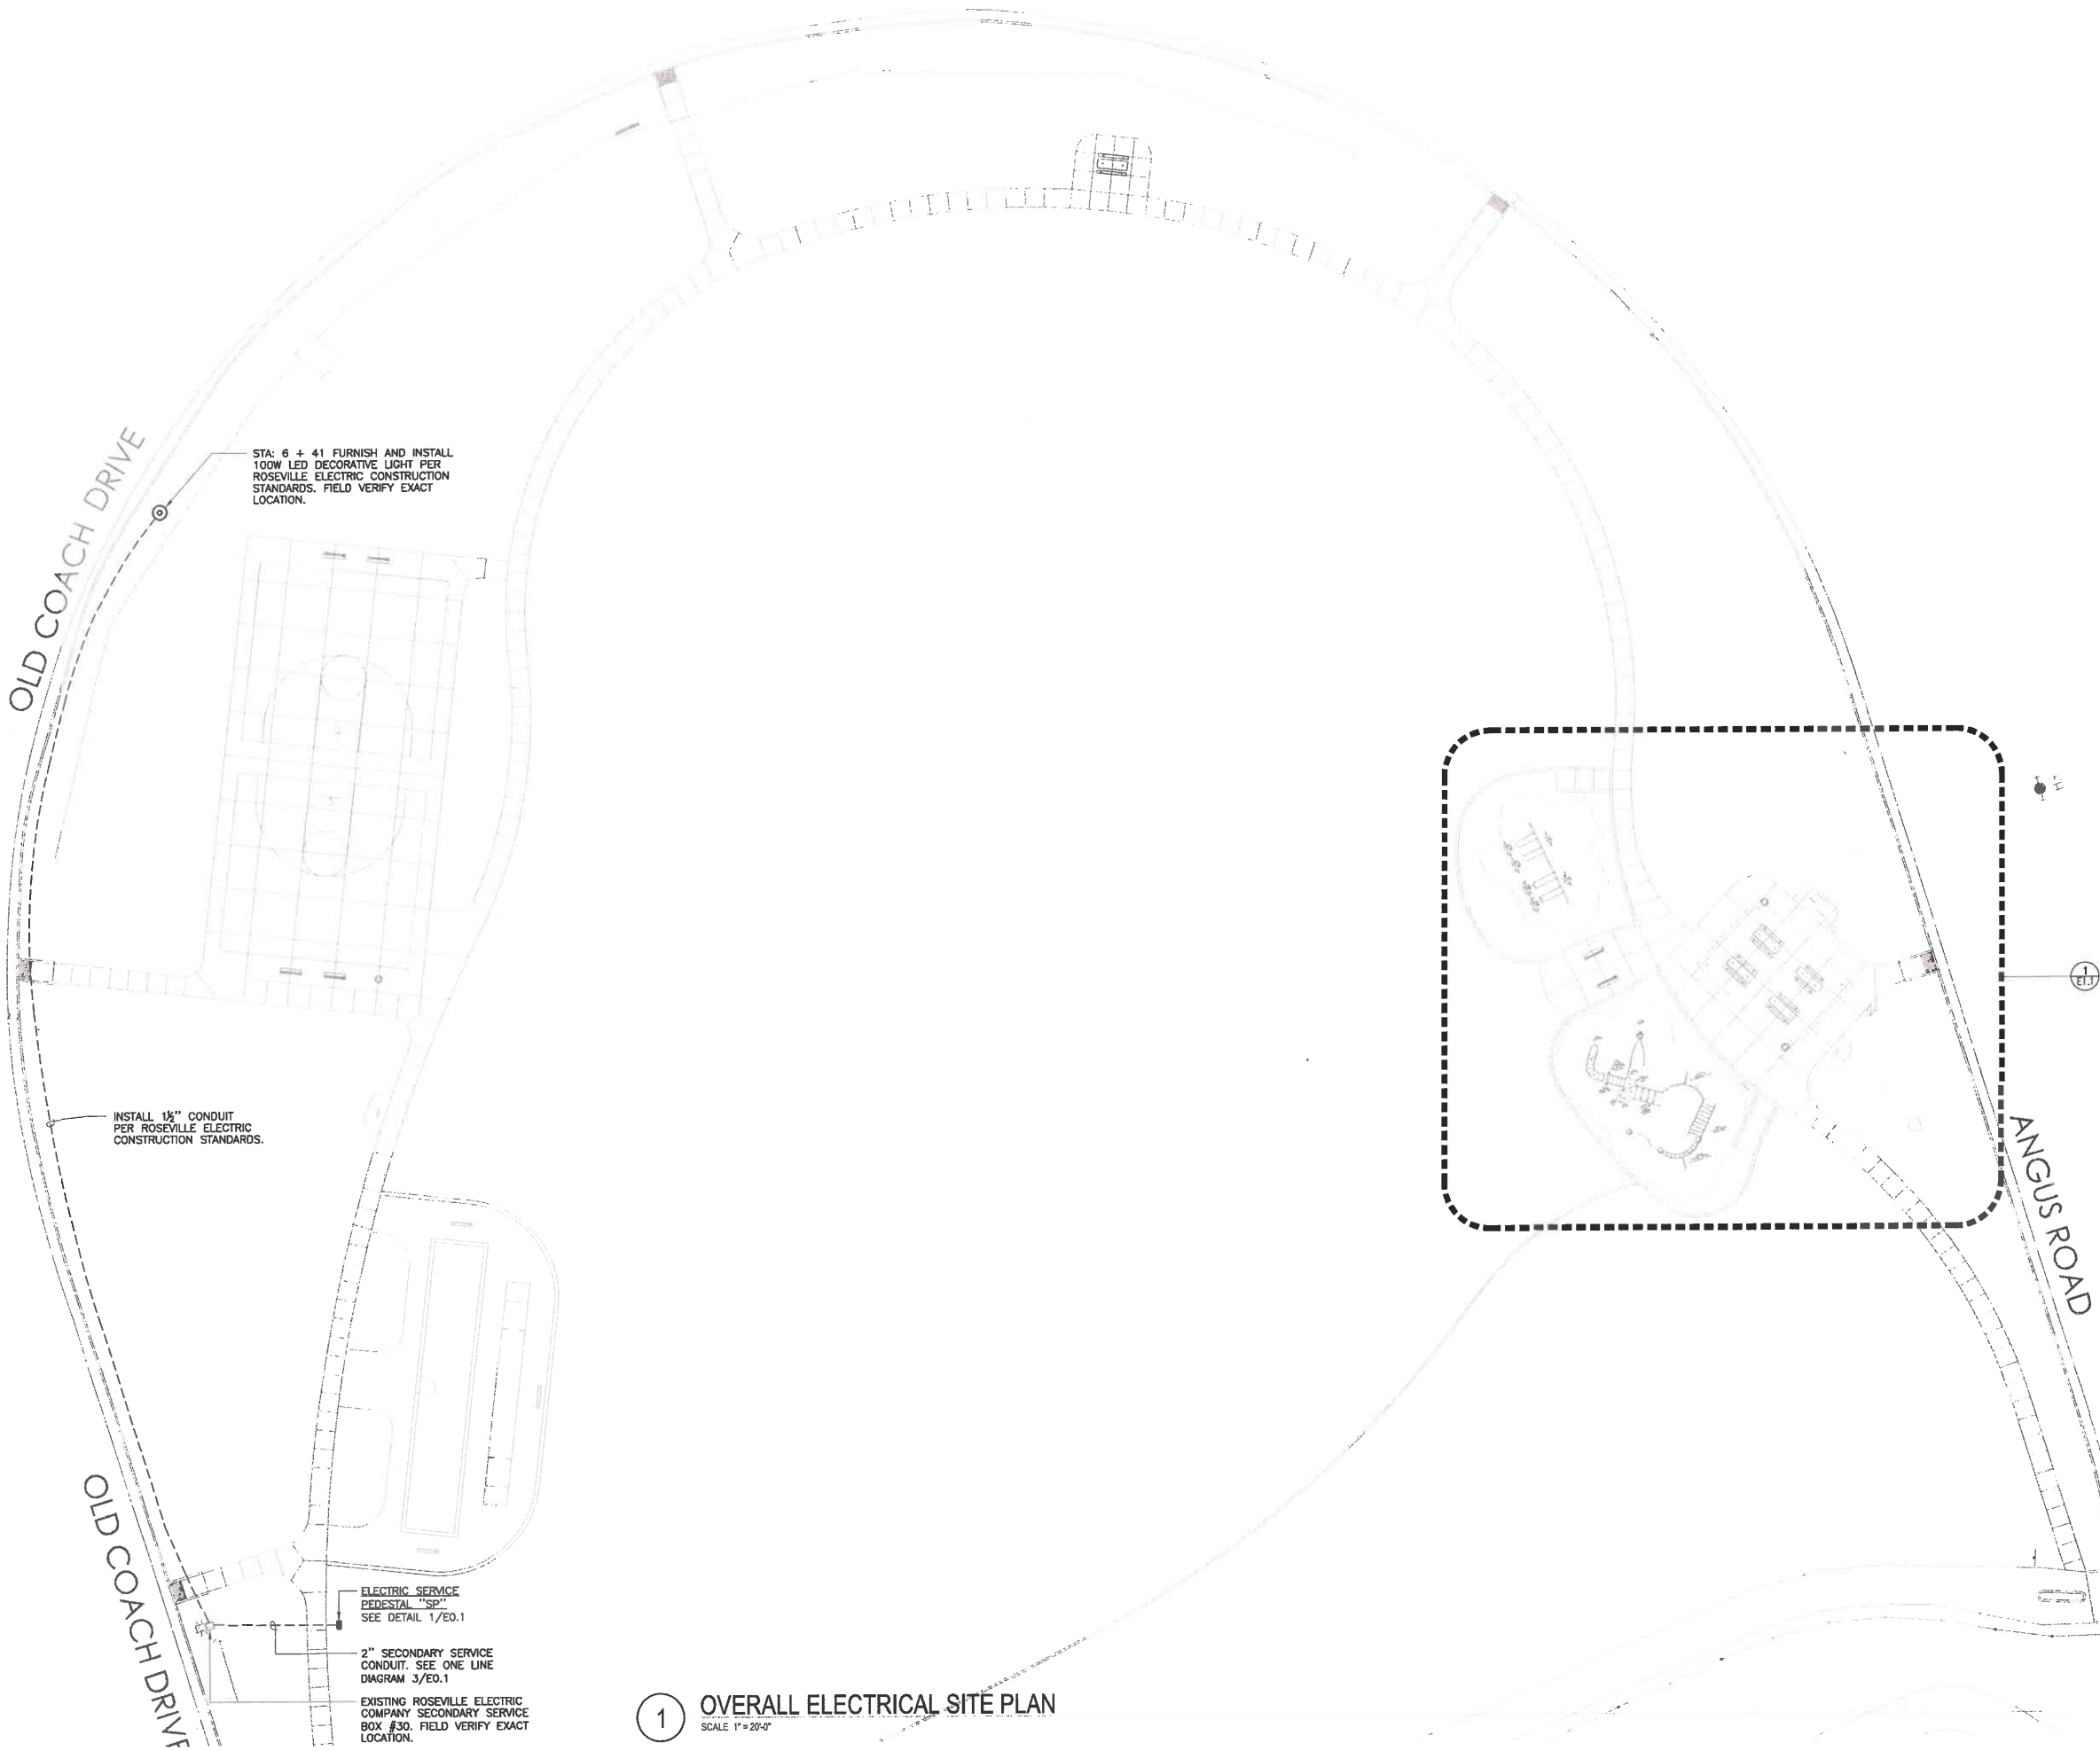 OLD COACH DRIVE
STA: 6 + 41 FURNISH AND INSTALL
100W LED DECORATIVE LIGHT PER
ROSEVILLE ELECTRIC CONSTRUCTION
STANDARDS. FIELD VERIFY EXACT
LOCATION.
FH
1
E1.1
INSTALL 1½" CONDUIT
PER ROSEVILLE ELECTRIC
CONSTRUCTION STANDARDS.
ANGUS ROAD
OLD COACH DRIVE
ELECTRIC SERVICE
PEDESTAL "SP"
SEE DETAIL 1/E0.1
2" SECONDARY SERVICE
CONDUIT. SEE ONE LINE
DIAGRAM 3/E0.1
EXISTING ROSEVILLE ELECTRIC
COMPANY SECONDARY SERVICE
BOX #30. FIELD VERIFY EXACT
LOCATION.
1
OVERALL ELECTRICAL SITE PLAN
SCALE 1" = 20'-0"